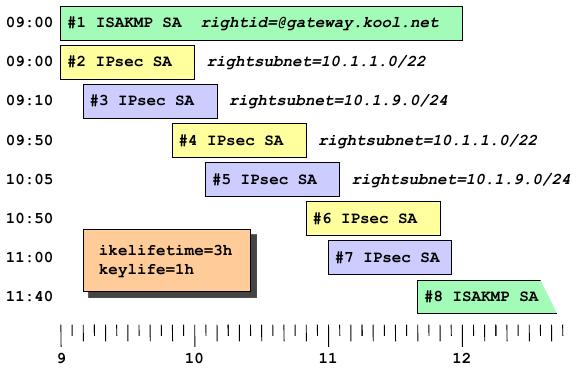 09:00 #1 ISAKMP SA rightid=@gateway.kool.net
09:00 #2 IPsec SA rightsubnet=10.1.1.0/22
09:10 #3 IPsec SA rightsubnet=10.1.9.0/24
09:50 #4 IPsec SA rightsubnet=10.1.1.0/22
10:05 #5 IPsec SA rightsubnet=10.1.9.0/24
10:50 #6 IPsec SA
11:00 #7 IPsec SA
11:40 #8 ISAKMP SA
ikelifetime=3h
keylife=1h
9 10 11 12